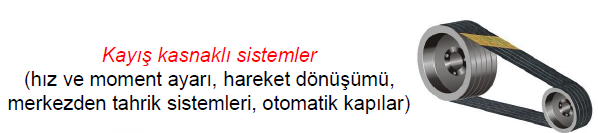 Kayış kasnaklı sistemler
(hız ve moment ayarı, hareket dönüşümü,
merkezden tahrik sistemleri, otomatik kapılar)